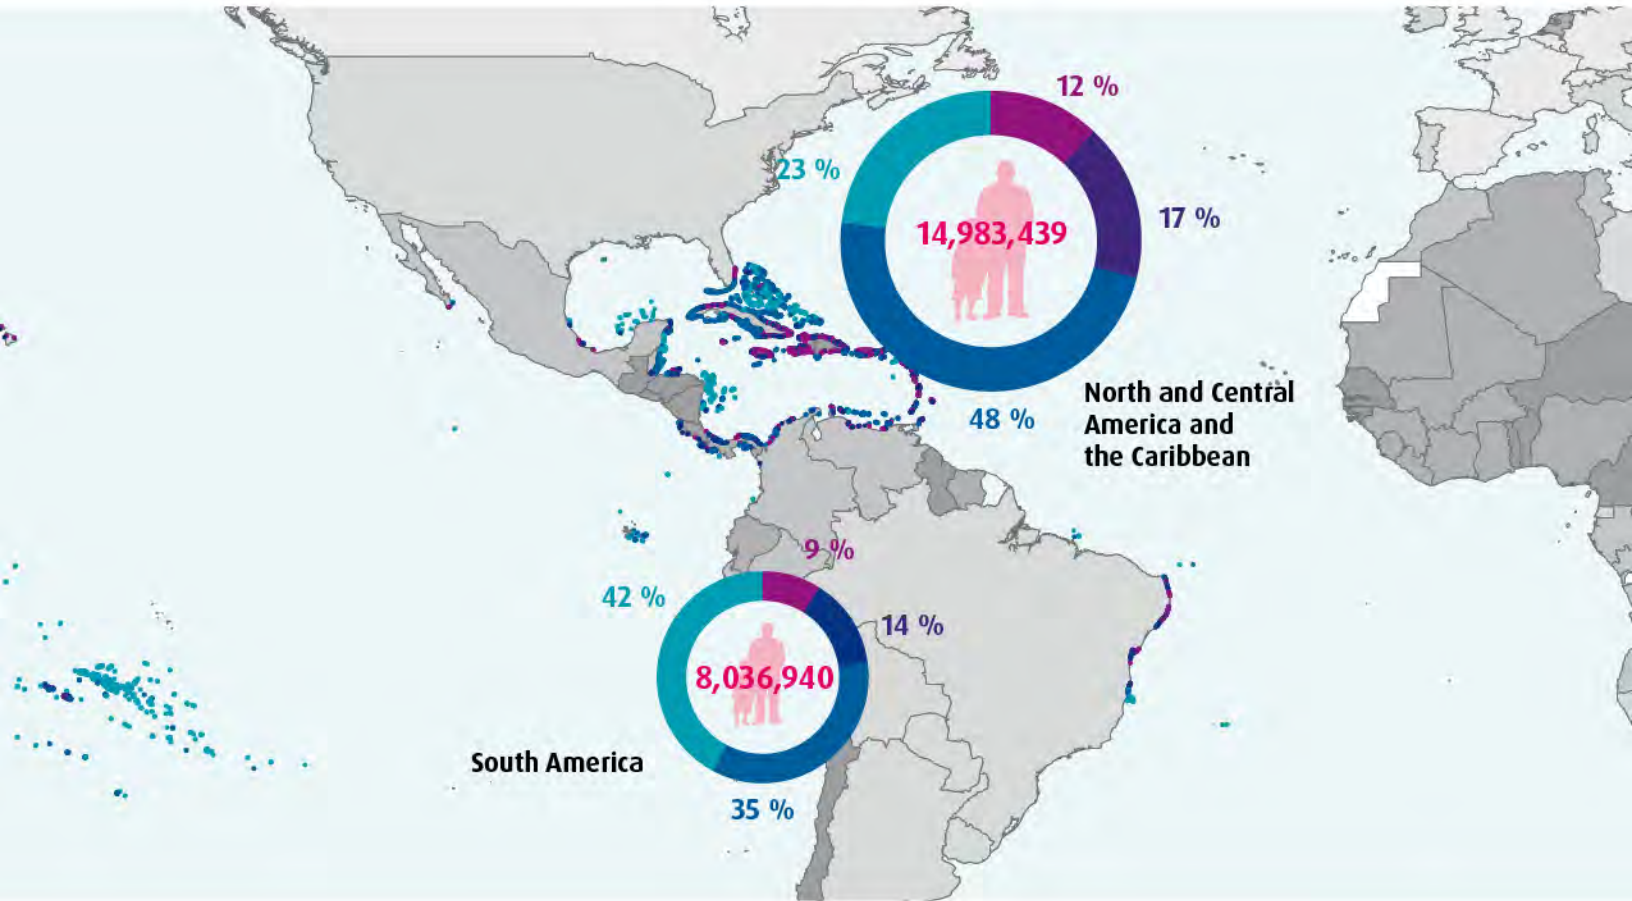 12 %
23 %
17 %
14,983,439
48 %
North and Central
America and
the Caribbean
9 %
42 %
14 %
8,036,940
South America
35 %